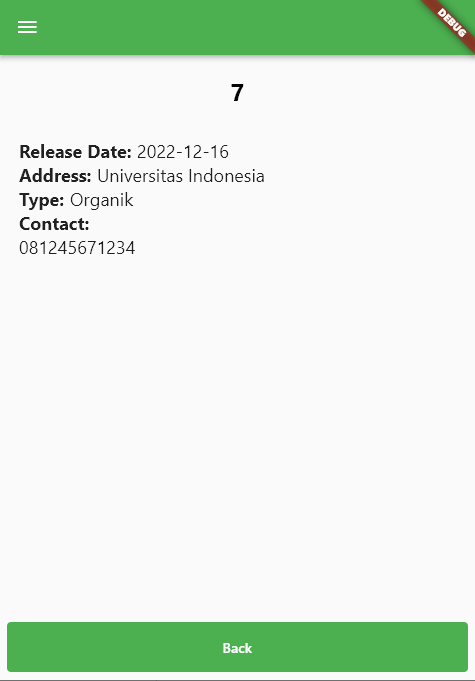 DEBUG
7
Release Date: 2022-12-16
Address: Universitas Indonesia
Type: Organik
Contact:
081245671234
Back